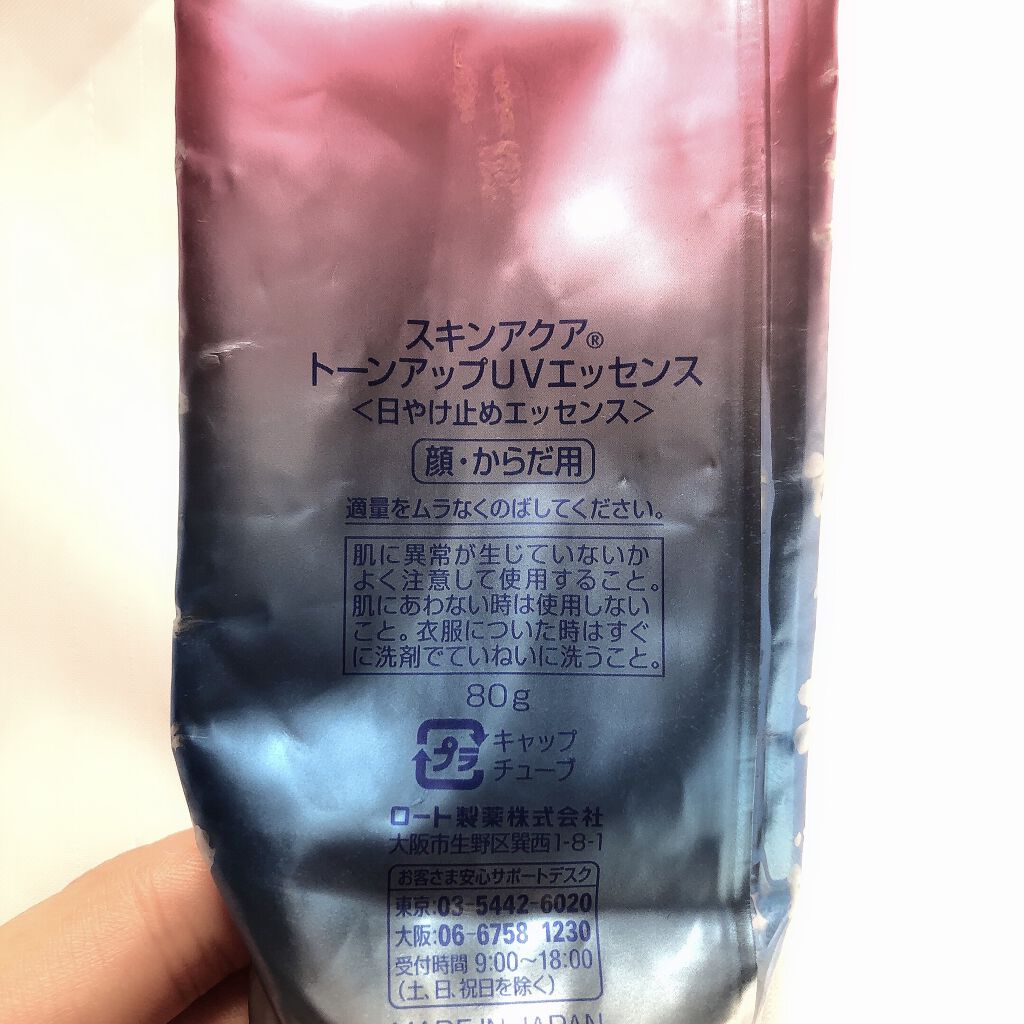 スキンアクア®
トーンアップUVエッセンス
<日やけ止めエッセンス>
顔・からだ用
適量をムラなくのばしてください。
肌に異常が生じていないか
よく注意して使用すること。
肌にあわない時は使用しない
こと。衣服についた時はすぐ
に洗剤でていねいに洗うこと。
80g
プラ キャップ
チューブ
ロート製薬株式会社
大阪市生野区巽西1-8-1
お客さま安心サポートデスク
東京:03-5442-6020
大阪:06-6758-1230
受付時間 9:00~18:00
(土、日、祝日を除く)
MADE IN JAPAN